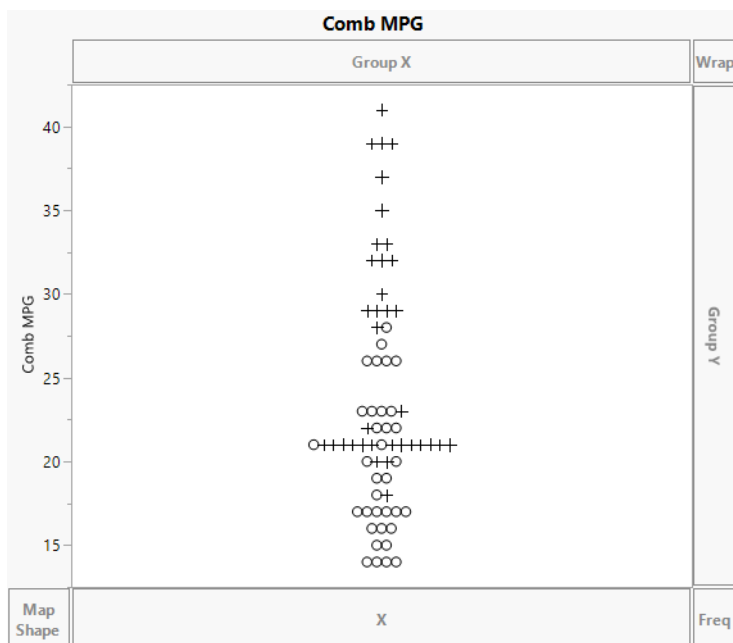 Comb MPG
Group X
Wrap
40
35
30
25
20
15
Comb MPG
Group Y
Map
Shape
X
Freq